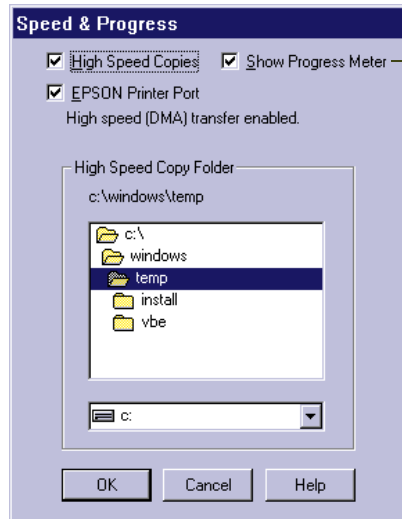 Speed & Progress
High Speed Copies Show Progress Meter
EPSON Printer Port
High speed (DMA) transfer enabled.
High Speed Copy Folder
c:\windows\temp
c:\
windows
temp
install
vbe
c:
OK Cancel Help